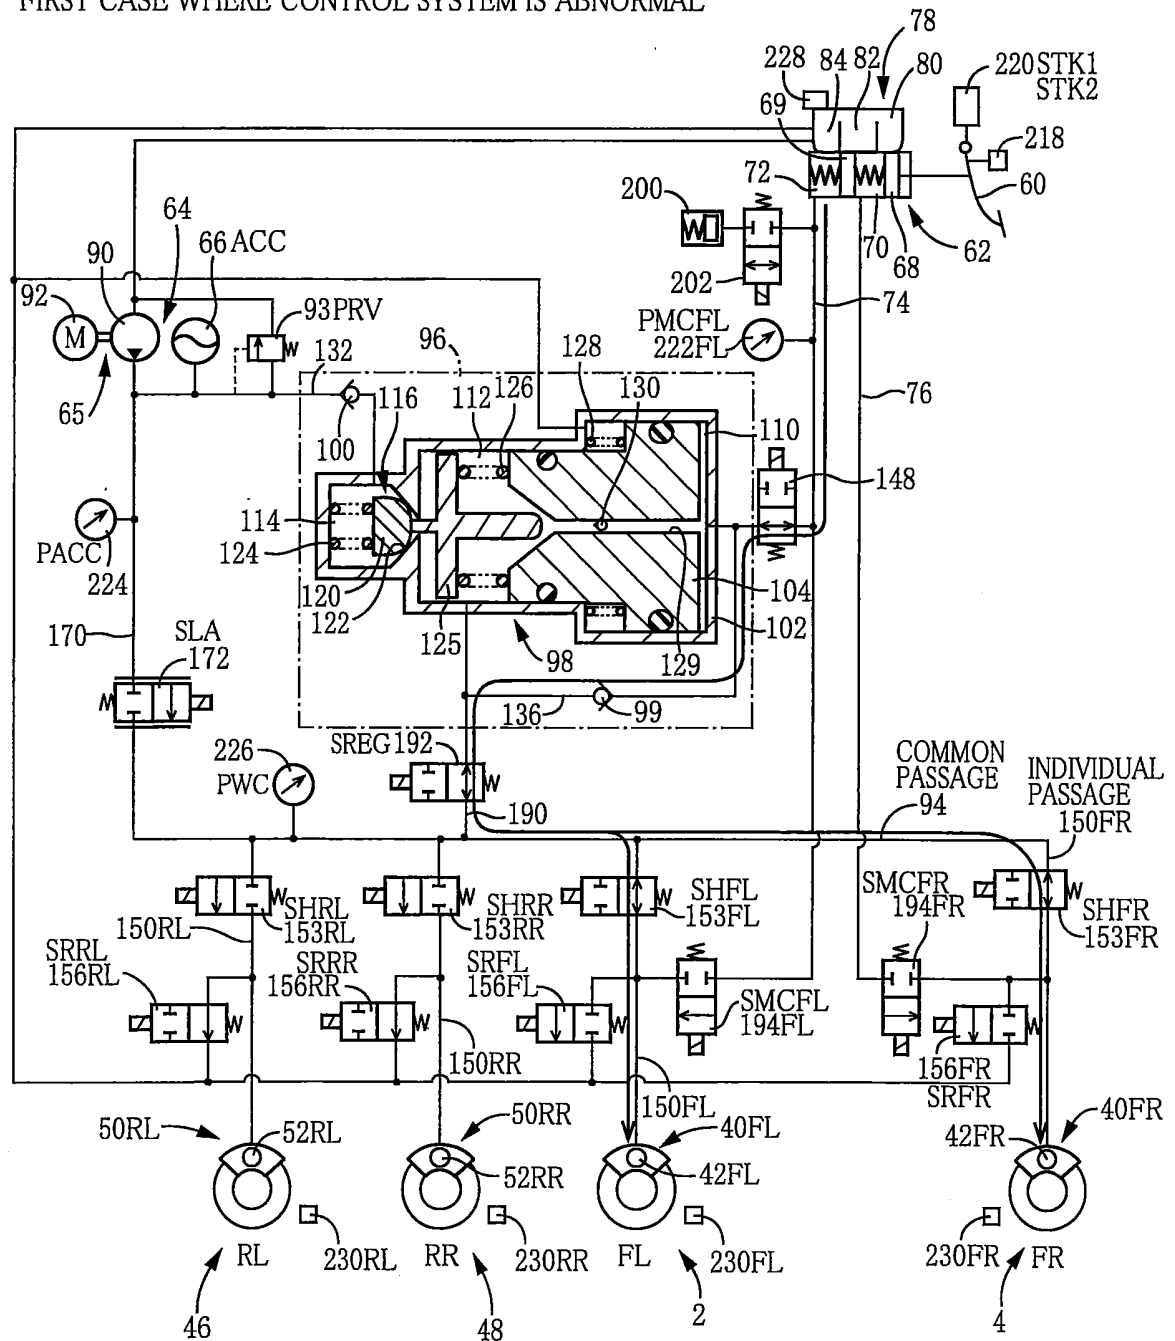 FIRST CASE WHERE CONTROL SYSTEM IS ABNORMAL
78
228
84 82
80
220STK1
STK2
69
218
72
60
200
64
90
66ACC
92
70
68
62
202
74
M
93PRV
PMCFL
222FL
96
128
132
112 126
130
76
65
116
110
100
148
114
PACC
124
224
120
104
122
102
170
SLA
172
125
98
129
136
99
SREG192
226
PWC
COMMON
PASSAGE
94
INDIVIDUAL
PASSAGE
150FR
190
SMCFR
194FR
SHRL
153RL
SHRR
153RR
SHFL
153FL
SHFR
153FR
150RL
SRRL
156RL
SRRR
156RR
SRFL
156FL
SMCFL
194FL
150RR
156FR
SRFR
150FL
50RL
52RL
50RR
40FL
42FR
40FR
52RR
42FL
230RL
230RR
230FL
230FR
RL
RR
FL
FR
46
48
2
4